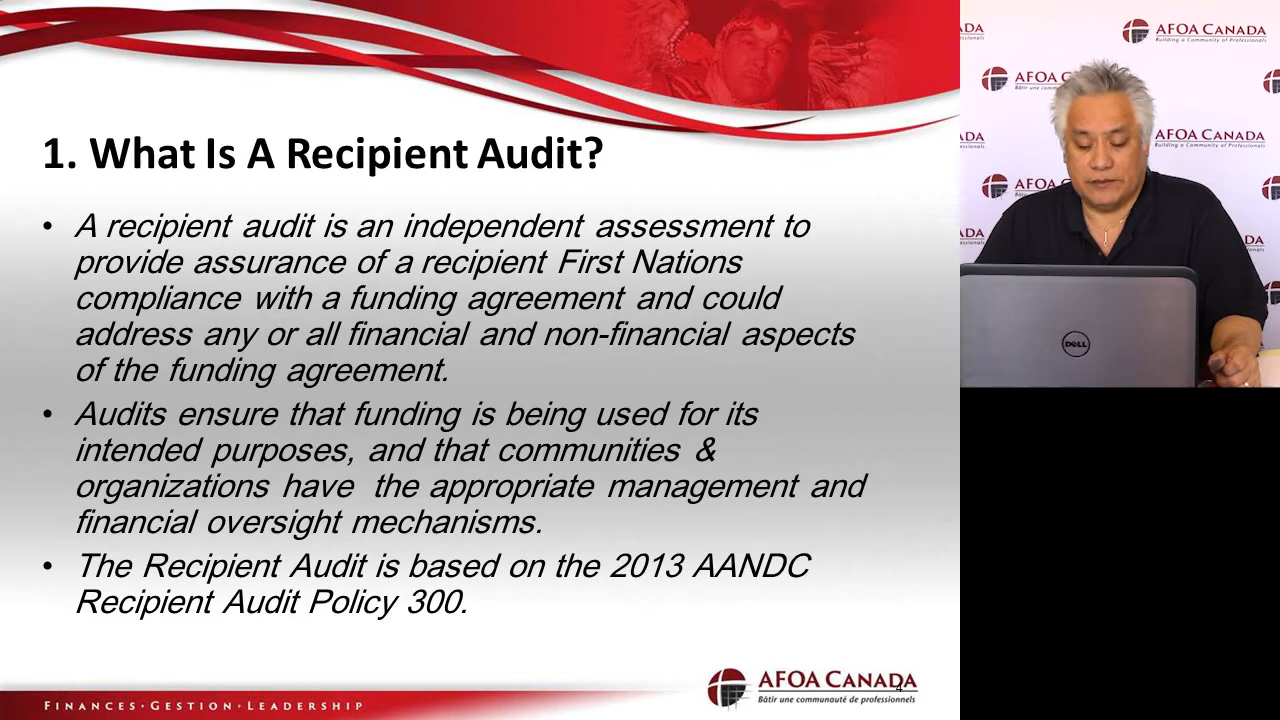 1. What Is A Recipient Audit?
• A recipient audit is an independent assessment to
provide assurance of a recipient First Nations
compliance with a funding agreement and could
address any or all financial and non-financial aspects
of the funding agreement.
• Audits ensure that funding is being used for its
intended purposes, and that communities &
organizations have the appropriate management and
financial oversight mechanisms.
• The Recipient Audit is based on the 2013 AANDC
Recipient Audit Policy 300.
FINANCES·GESTION·LEADERSHIP
AFOA CANADA
Bâtir une communauté de professionnels
4
AFOA CANADA
Building a Community of Professionals
AFOA CANADA
Building a Community of Professionals
DELL